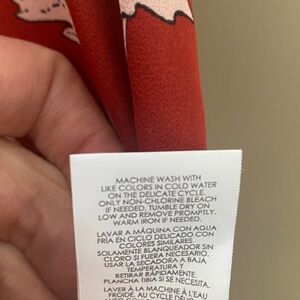 MACHINE WASH WITH
LIKE COLORS IN COLD WATER
ON THE DELICATE CYCLE.
ONLY NON-CHLORINE BLEACH
IF NEEDED. TUMBLE DRY ON
LOW AND REMOVE PROMPTLY.
WARM IRON IF NEEDED.
LAVAR A MÁQUINA CON AGUA
FRÍA EN CICLO DELICADO CON
COLORES SIMILARES.
SOLAMENTE BLANQUEADOR SIN
CLORO SI FUERA NECESARIO.
USAR LA SECADORA A BAJA
TEMPERATURA Y
RETIRAR RÁPIDAMENTE.
PLANCHA TIBIA SI SE NECESITA.
LAVER À LA MACHINE À L'EAU
FROIDE, AU CYCLE DÉLICAT